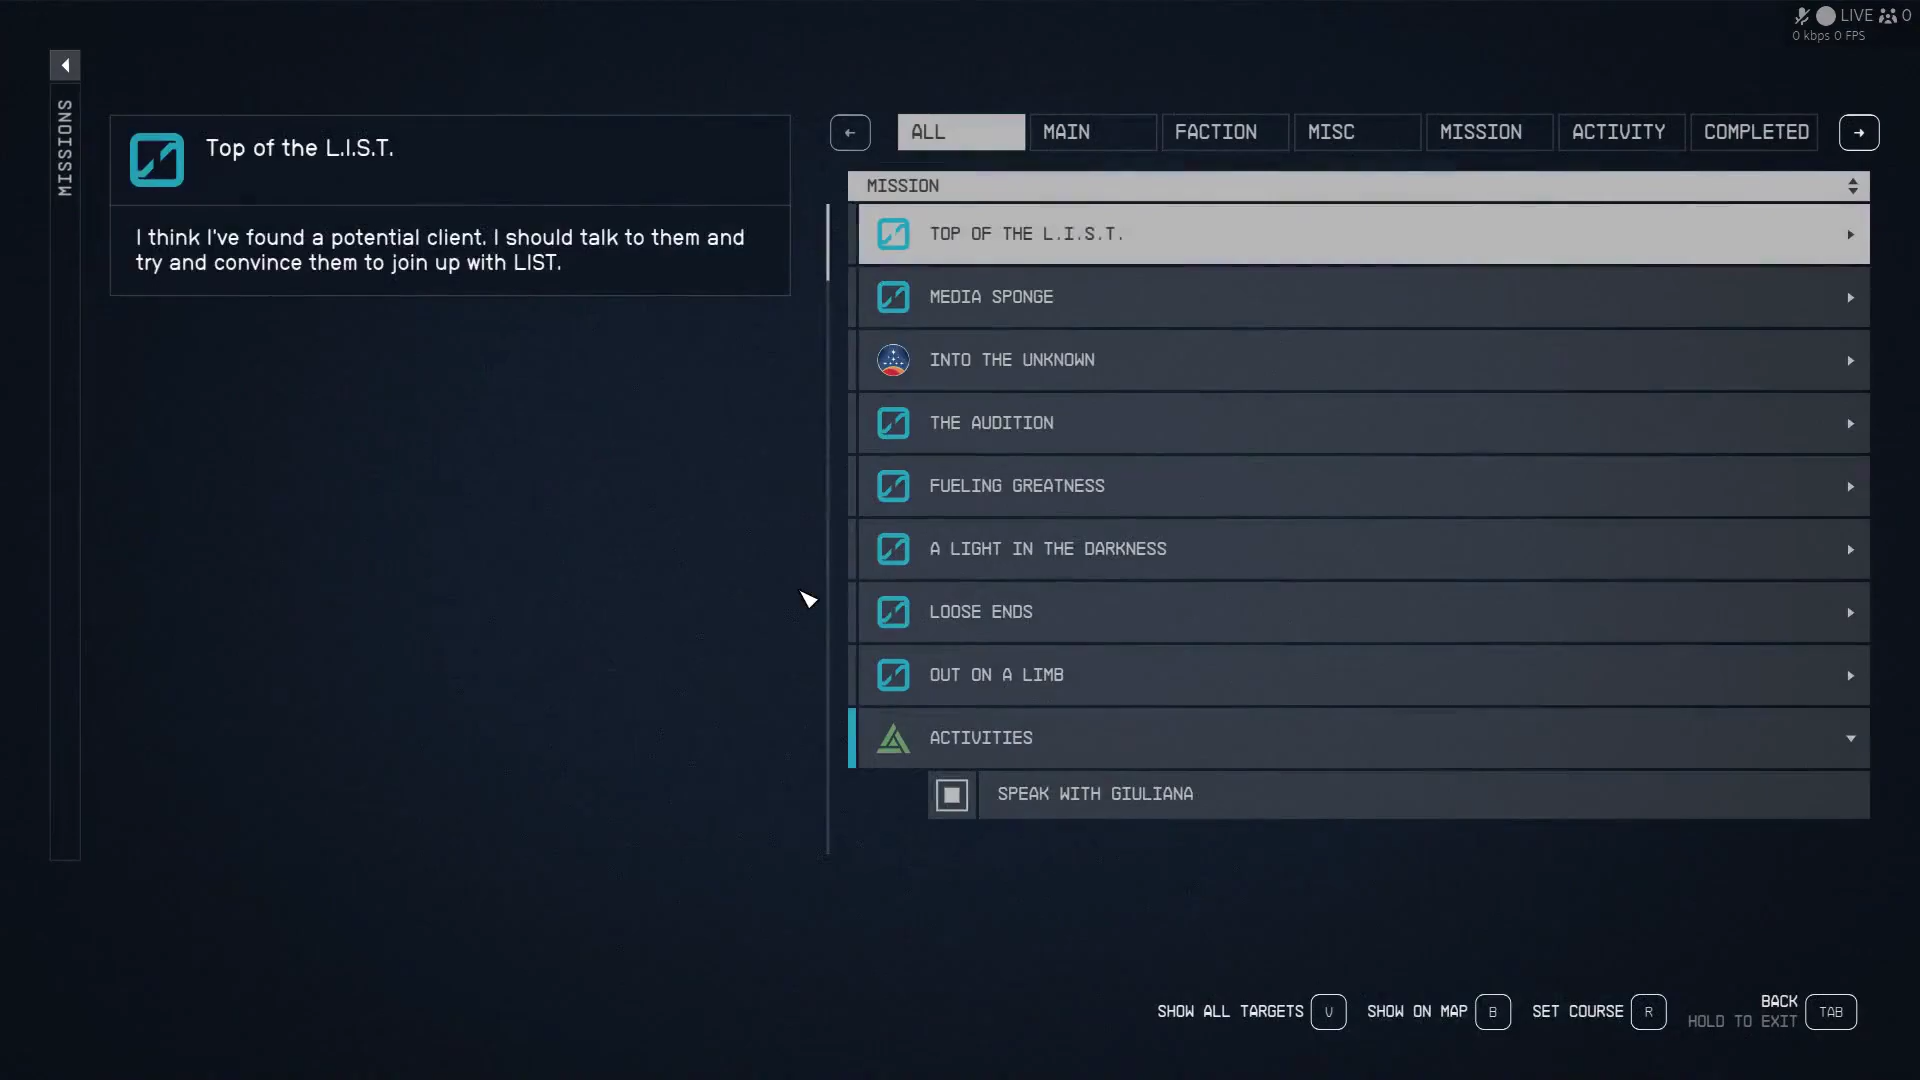 LIVE 0
0 kbps 0 FPS
MISSIONS
Top of the L.I.S.T.
I think I've found a potential client. I should talk to them and
try and convince them to join up with LIST.
ALL MAIN FACTION MISC MISSION ACTIVITY COMPLETED
MISSION
TOP OF THE L.I.S.T.
MEDIA SPONGE
INTO THE UNKNOWN
THE AUDITION
FUELING GREATNESS
A LIGHT IN THE DARKNESS
LOOSE ENDS
OUT ON A LIMB
ACTIVITIES
SPEAK WITH GIULIANA
SHOW ALL TARGETS V SHOW ON MAP B SET COURSE R BACK TAB
HOLD TO EXIT